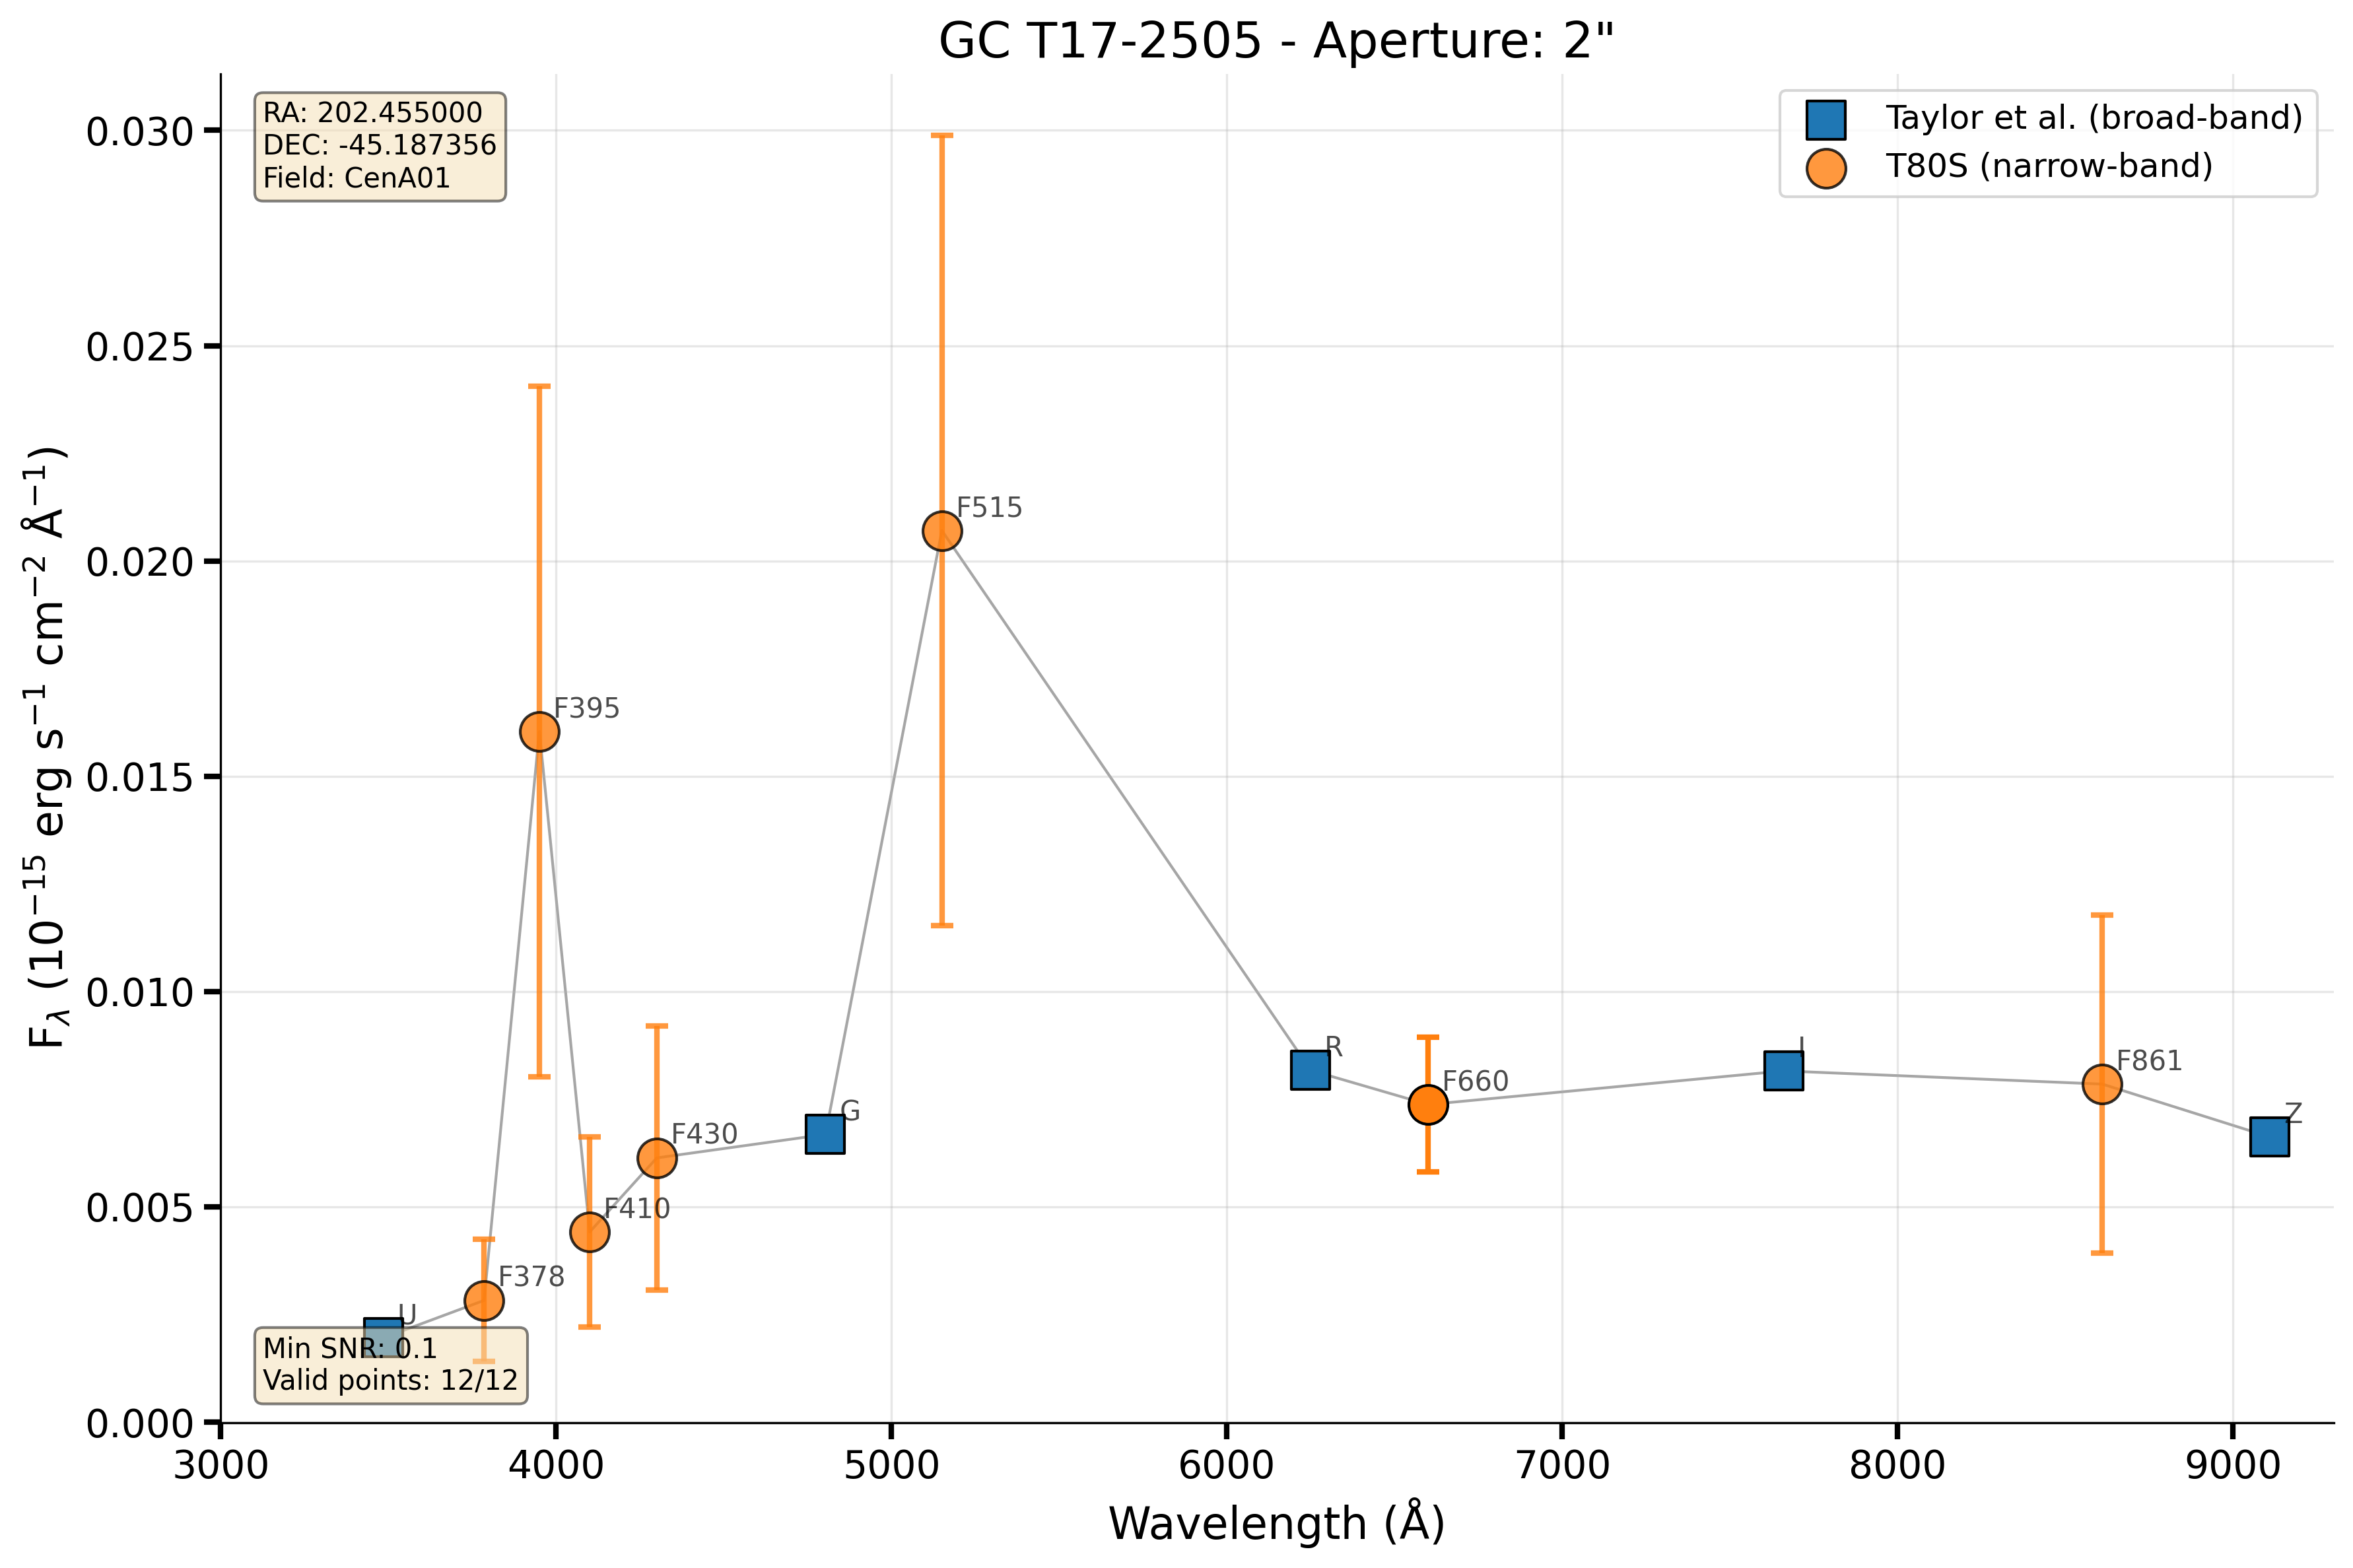 GC T17-2505 - Aperture: 2"
RA: 202.455000
DEC: -45.187356
Field: CenA01
Taylor et al. (broad-band)
T80S (narrow-band)
0.030
0.025
0.020
0.015
0.010
0.005
0.000
F_λ (10⁻¹⁵ erg s⁻¹ cm⁻² Å⁻¹)
F515
F395
R
I
F660
F861
G
Z
F430
F410
F378
U
Min SNR: 0.1
Valid points: 12/12
3000 4000 5000 6000 7000 8000 9000
Wavelength (Å)